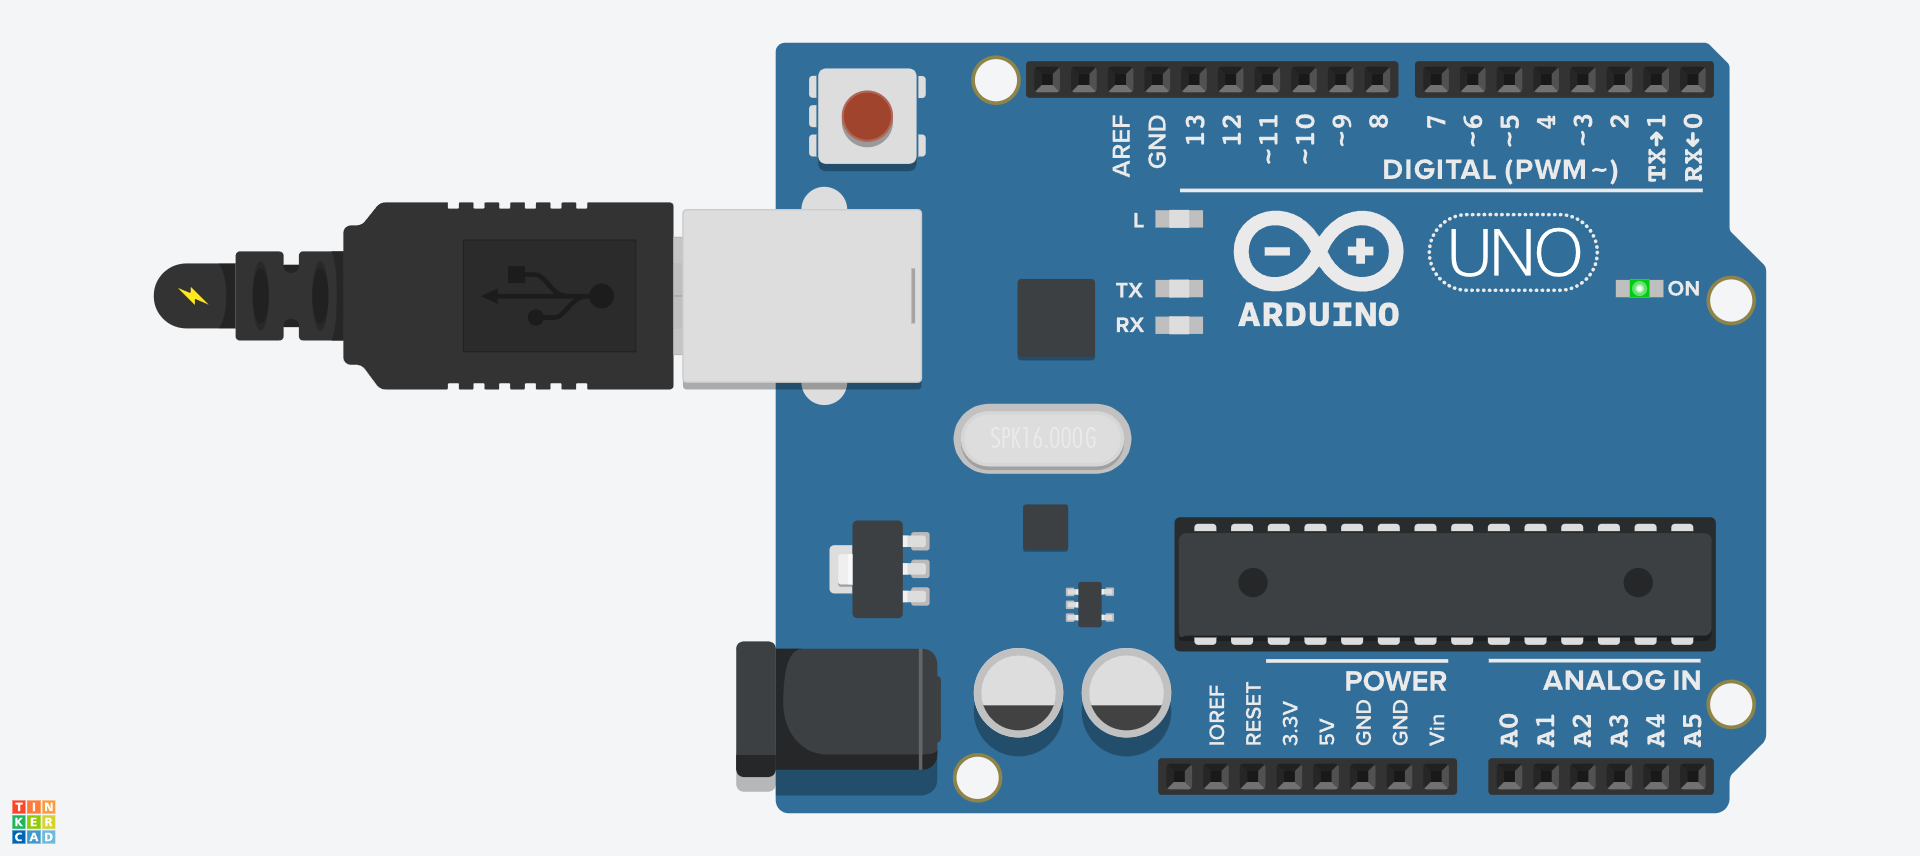 AREF
GND
13
12
~11
~10
~9
8
7
~6
~5
4
~3
2
TX→1
RX←0
DIGITAL (PWM~)
L
TX
RX
ARDUINO
UNO
ON
SPK16.000G
POWER
ANALOG IN
IOREF
RESET
3.3V
5V
GND
GND
Vin
A0
A1
A2
A3
A4
A5
TIN
KER
CAD